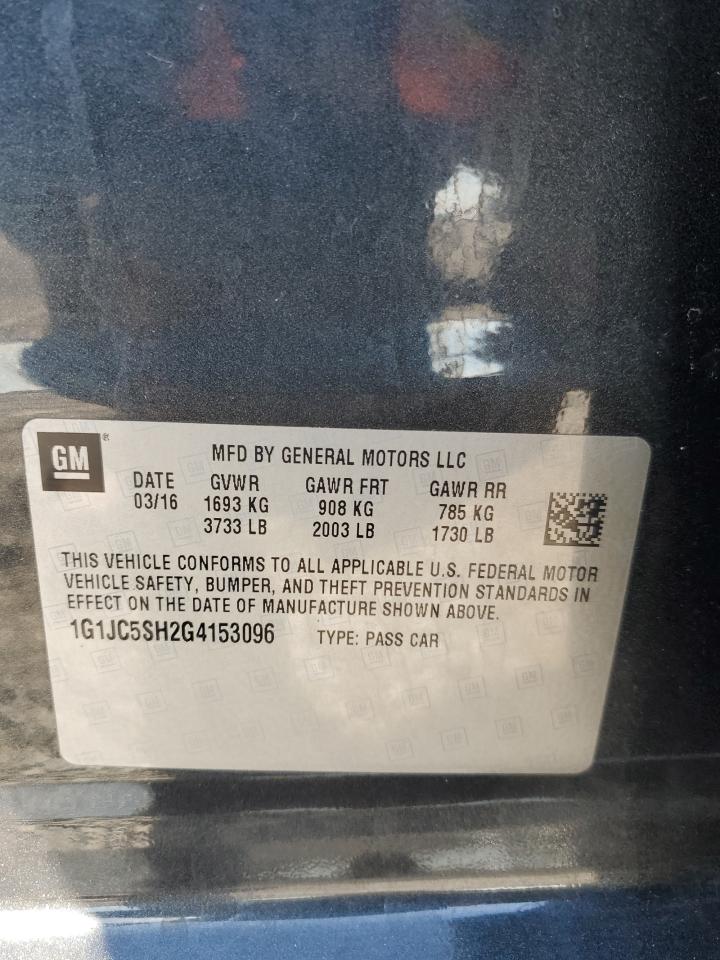 GM®
MFD BY GENERAL MOTORS LLC
DATE GVWR GAWR FRT GAWR RR
03/16 1693 KG 908 KG 785 KG
3733 LB 2003 LB 1730 LB
THIS VEHICLE CONFORMS TO ALL APPLICABLE U.S. FEDERAL MOTOR
VEHICLE SAFETY, BUMPER, AND THEFT PREVENTION STANDARDS IN
EFFECT ON THE DATE OF MANUFACTURE SHOWN ABOVE.
1G1JC5SH2G4153096 TYPE: PASS CAR